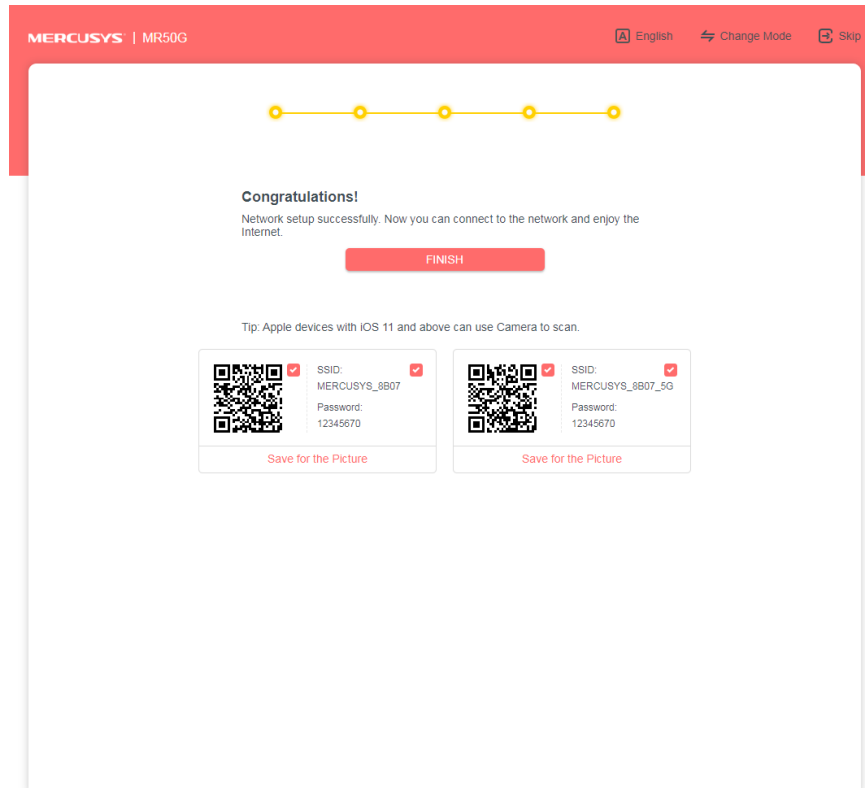 MERCUSYS | MR50G
A English Change Mode Skip
Congratulations!
Network setup successfully. Now you can connect to the network and enjoy the
Internet.
FINISH
Tip: Apple devices with iOS 11 and above can use Camera to scan.
SSID:
MERCUSYS_8B07
Password:
12345670
Save for the Picture
SSID:
MERCUSYS_8B07_5G
Password:
12345670
Save for the Picture